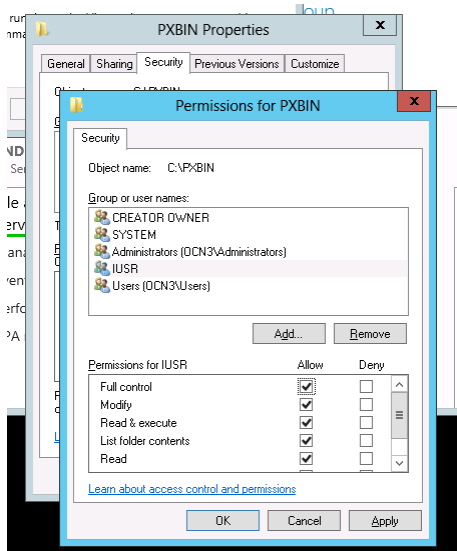 run
PXBIN Properties
x
General Sharing Security Previous Versions Customize
Permissions for PXBIN
x
Security
Object name: C:\PXBIN
Group or user names:
CREATOR OWNER
SYSTEM
Administrators (OCN3\Administrators)
IUSR
Users (OCN3\Users)
Add... Remove
Permissions for IUSR Allow Deny
Full control
Modify
Read & execute
List folder contents
Read
Learn about access control and permissions
OK Cancel Apply